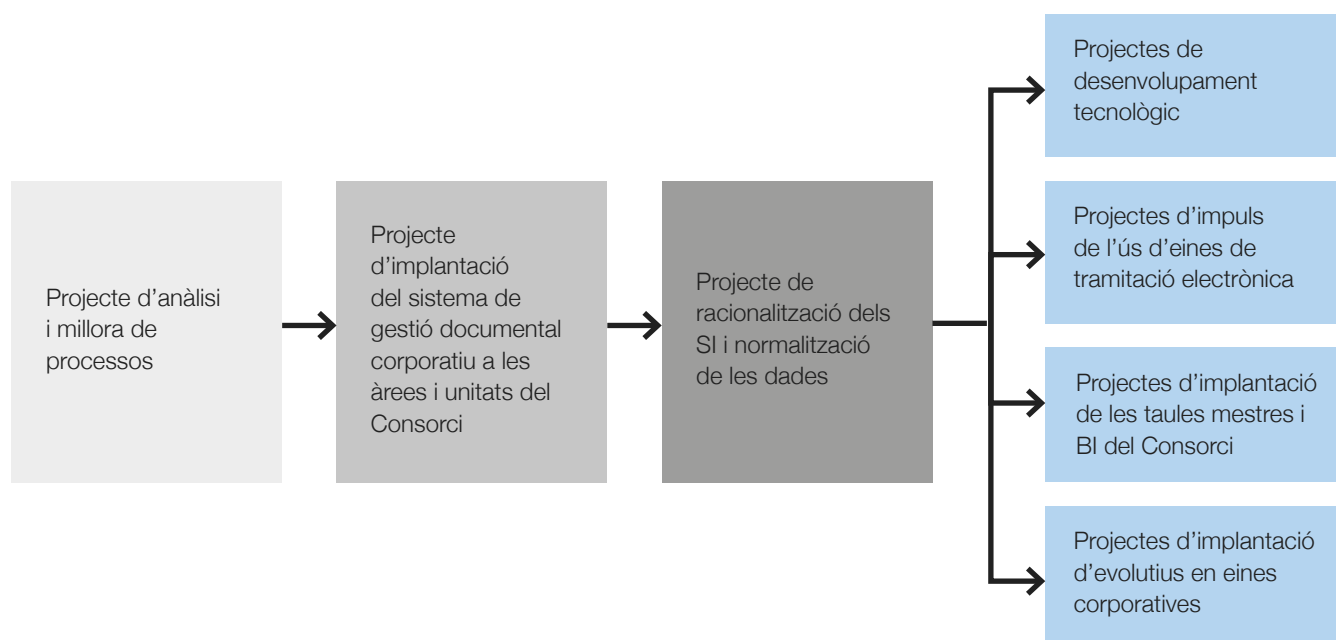 Projecte d’anàlisi
i millora de
processos
Projecte
d’implantació
del sistema de
gestió documental
corporatiu a les
àrees i unitats del
Consorci
Projecte de
racionalització dels
SI i normalització
de les dades
Projectes de
desenvolupament
tecnològic
Projectes d’impuls
de l’ús d’eines de
tramitació electrònica
Projectes d’implantació
de les taules mestres i
BI del Consorci
Projectes d’implantació
d’evolutius en eines
corporatives